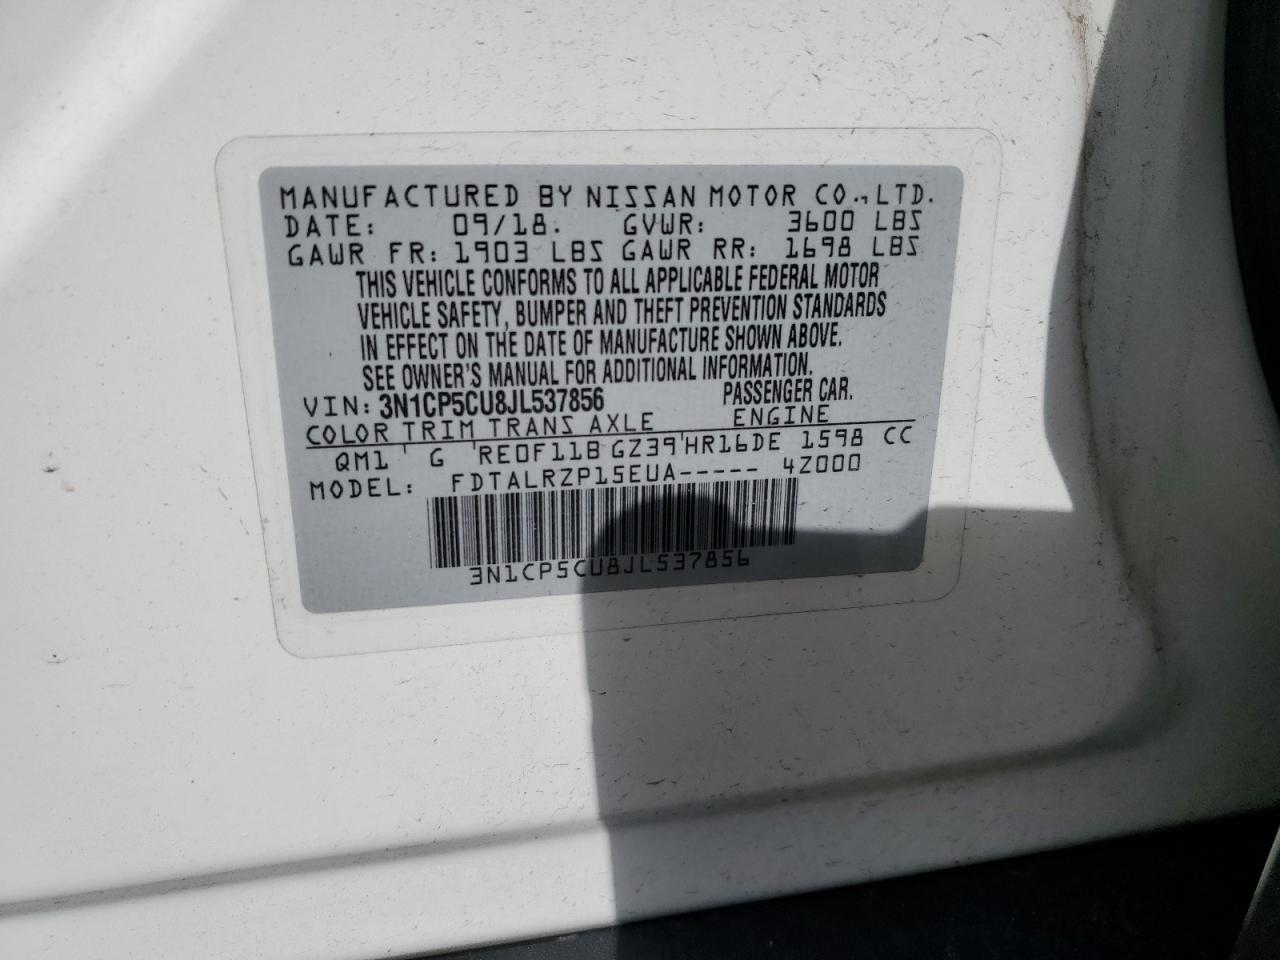 MANUFACTURED BY NISSAN MOTOR CO., LTD.
DATE: 09/18. GVWR: 3600 LBS
GAWR FR: 1903 LBS GAWR RR: 1698 LBS
THIS VEHICLE CONFORMS TO ALL APPLICABLE FEDERAL MOTOR
VEHICLE SAFETY, BUMPER AND THEFT PREVENTION STANDARDS
IN EFFECT ON THE DATE OF MANUFACTURE SHOWN ABOVE.
SEE OWNER'S MANUAL FOR ADDITIONAL INFORMATION.
VIN: 3N1CP5CU8JL537856 PASSENGER CAR.
COLOR TRIM TRANS AXLE ENGINE
QM1 G RE0F11B GZ39 HR16DE 1598 CC
MODEL: FDTALRZP15EUA----- 4Z000
3N1CP5CU8JL537856